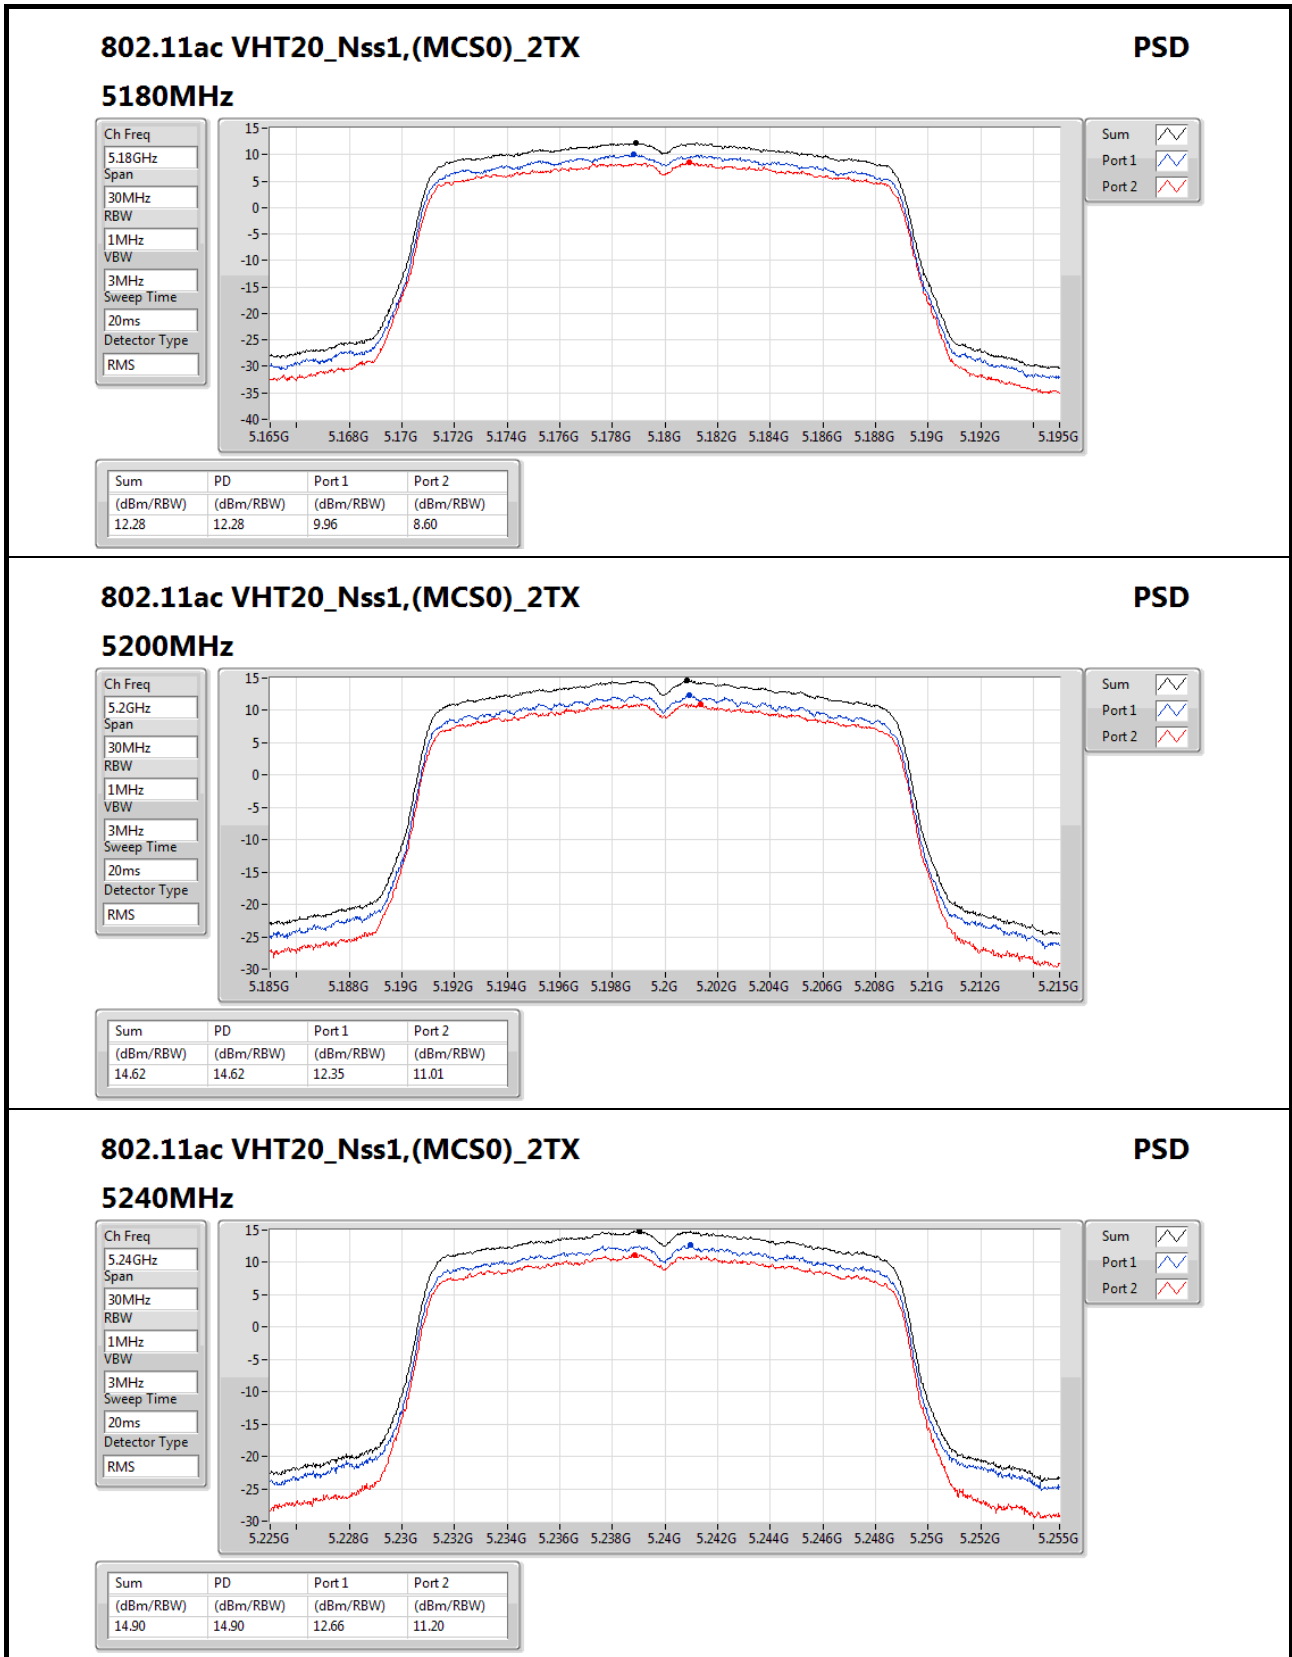 802.11ac VHT20_Nss1,(MCS0)_2TX PSD
5180MHz
Ch Freq
5.18GHz
Span
30MHz
RBW
1MHz
VBW
3MHz
Sweep Time
20ms
Detector Type
RMS
15
10
5
0
-5
-10
-15
-20
-25
-30
-35
-40
5.165G 5.168G 5.17G 5.172G 5.174G 5.176G 5.178G 5.18G 5.182G 5.184G 5.186G 5.188G 5.19G 5.192G 5.195G
Sum
Port 1
Port 2
Sum PD Port 1 Port 2
(dBm/RBW) (dBm/RBW) (dBm/RBW) (dBm/RBW)
12.28 12.28 9.96 8.60
802.11ac VHT20_Nss1,(MCS0)_2TX PSD
5200MHz
Ch Freq
5.2GHz
Span
30MHz
RBW
1MHz
VBW
3MHz
Sweep Time
20ms
Detector Type
RMS
15
10
5
0
-5
-10
-15
-20
-25
-30
5.185G 5.188G 5.19G 5.192G 5.194G 5.196G 5.198G 5.2G 5.202G 5.204G 5.206G 5.208G 5.21G 5.212G 5.215G
Sum
Port 1
Port 2
Sum PD Port 1 Port 2
(dBm/RBW) (dBm/RBW) (dBm/RBW) (dBm/RBW)
14.62 14.62 12.35 11.01
802.11ac VHT20_Nss1,(MCS0)_2TX PSD
5240MHz
Ch Freq
5.24GHz
Span
30MHz
RBW
1MHz
VBW
3MHz
Sweep Time
20ms
Detector Type
RMS
15
10
5
0
-5
-10
-15
-20
-25
-30
5.225G 5.228G 5.23G 5.232G 5.234G 5.236G 5.238G 5.24G 5.242G 5.244G 5.246G 5.248G 5.25G 5.252G 5.255G
Sum
Port 1
Port 2
Sum PD Port 1 Port 2
(dBm/RBW) (dBm/RBW) (dBm/RBW) (dBm/RBW)
14.90 14.90 12.66 11.20